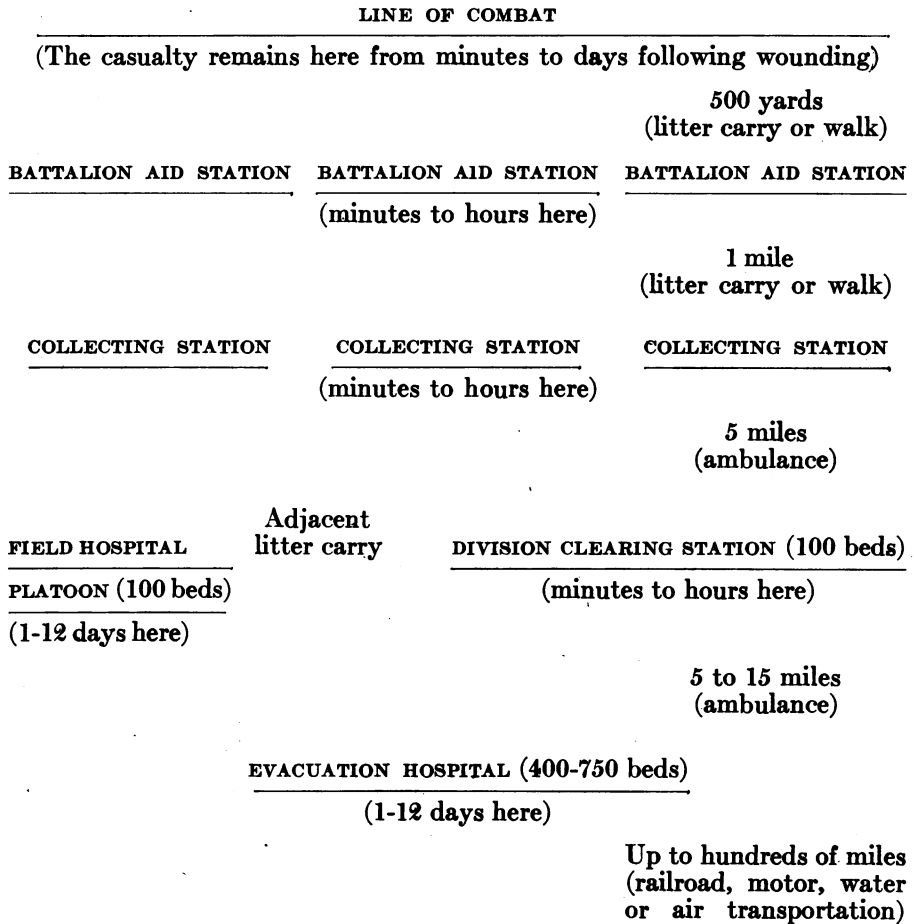 LINE OF COMBAT
(The casualty remains here from minutes to days following wounding)
500 yards
(litter carry or walk)
BATTALION AID STATION BATTALION AID STATION BATTALION AID STATION
(minutes to hours here)
1 mile
(litter carry or walk)
COLLECTING STATION COLLECTING STATION COLLECTING STATION
(minutes to hours here)
5 miles
(ambulance)
Adjacent
FIELD HOSPITAL litter carry DIVISION CLEARING STATION (100 beds)
PLATOON (100 beds) (minutes to hours here)
(1-12 days here)
5 to 15 miles
(ambulance)
EVACUATION HOSPITAL (400-750 beds)
(1-12 days here)
Up to hundreds of miles
(railroad, motor, water
or air transportation)